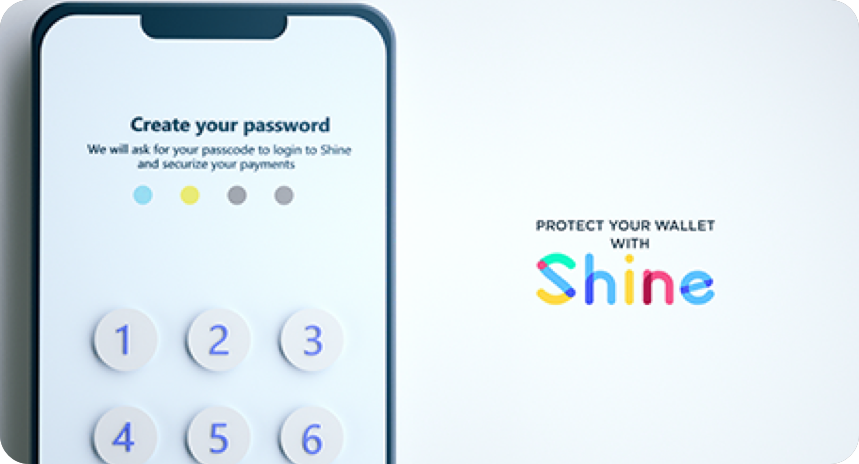 Create your password
We will ask for your passcode to login to Shine
and securize your payments
1 2 3
4 5 6
PROTECT YOUR WALLET
WITH
Shine